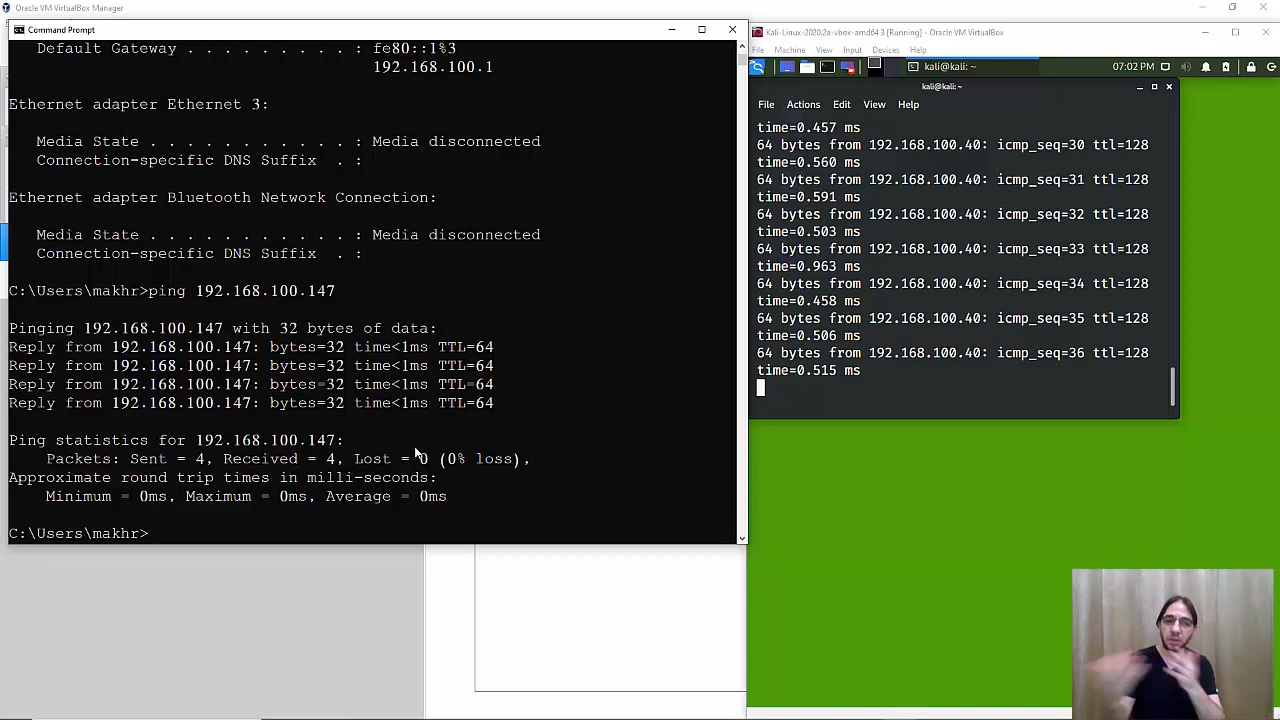 Oracle VM VirtualBox Manager
Command Prompt
Default Gateway . . . . . . . . . : fe80::1%3
192.168.100.1
Ethernet adapter Ethernet 3:
Media State . . . . . . . . . . . : Media disconnected
Connection-specific DNS Suffix . :
Ethernet adapter Bluetooth Network Connection:
Media State . . . . . . . . . . . : Media disconnected
Connection-specific DNS Suffix . :
C:\Users\makhr>ping 192.168.100.147
Pinging 192.168.100.147 with 32 bytes of data:
Reply from 192.168.100.147: bytes=32 time<1ms TTL=64
Reply from 192.168.100.147: bytes=32 time<1ms TTL=64
Reply from 192.168.100.147: bytes=32 time<1ms TTL=64
Reply from 192.168.100.147: bytes=32 time<1ms TTL=64
Ping statistics for 192.168.100.147:
Packets: Sent = 4, Received = 4, Lost = 0 (0% loss),
Approximate round trip times in milli-seconds:
Minimum = 0ms, Maximum = 0ms, Average = 0ms
C:\Users\makhr>
Kali-Linux-2020.2a-vbox-amd64 3 [Running] - Oracle VM VirtualBox
File Machine View Input Devices Help
kali@kali: ~ 07:02 PM
kali@kali: ~
File Actions Edit View Help
time=0.457 ms
64 bytes from 192.168.100.40: icmp_seq=30 ttl=128
time=0.560 ms
64 bytes from 192.168.100.40: icmp_seq=31 ttl=128
time=0.591 ms
64 bytes from 192.168.100.40: icmp_seq=32 ttl=128
time=0.503 ms
64 bytes from 192.168.100.40: icmp_seq=33 ttl=128
time=0.963 ms
64 bytes from 192.168.100.40: icmp_seq=34 ttl=128
time=0.458 ms
64 bytes from 192.168.100.40: icmp_seq=35 ttl=128
time=0.506 ms
64 bytes from 192.168.100.40: icmp_seq=36 ttl=128
time=0.515 ms